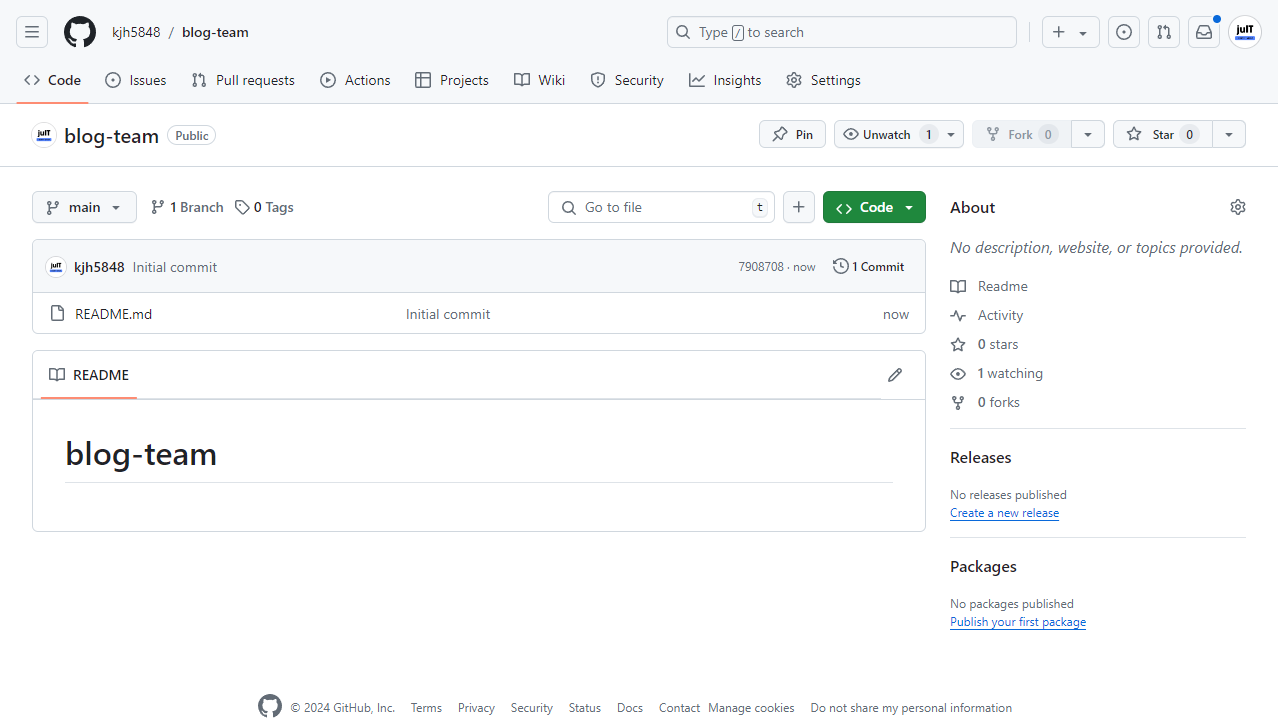 kjh5848 / blog-team
Type / to search
juIT
Code Issues Pull requests Actions Projects Wiki Security Insights Settings
juIT blog-team Public
Pin Unwatch 1 Fork 0 Star 0
main 1 Branch 0 Tags Go to file t Code
juIT kjh5848 Initial commit 7908708 · now 1 Commit
README.md Initial commit now
README
blog-team
About
No description, website, or topics provided.
Readme
Activity
0 stars
1 watching
0 forks
Releases
No releases published
Create a new release
Packages
No packages published
Publish your first package
© 2024 GitHub, Inc. Terms Privacy Security Status Docs Contact Manage cookies Do not share my personal information